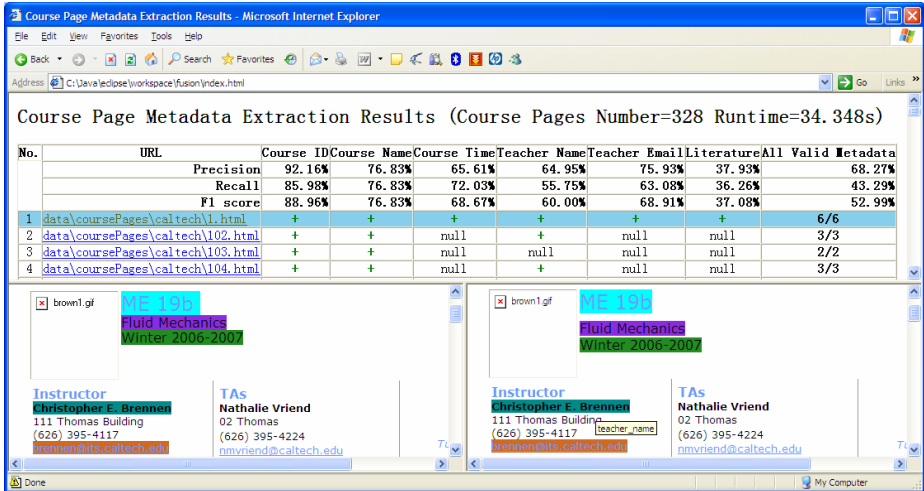 Course Page Metadata Extraction Results - Microsoft Internet Explorer
File Edit View Favorites Tools Help
Back Search Favorites
Address C:\Java\eclipse\workspace\fusion\index.html Go Links »
Course Page Metadata Extraction Results (Course Pages Number=328 Runtime=34.348s)
No. URL Course ID Course Name Course Time Teacher Name Teacher Email Literature All Valid Metadata
Precision 92.16% 76.83% 65.61% 64.95% 75.93% 37.93% 68.27%
Recall 85.98% 76.83% 72.03% 55.75% 63.08% 36.26% 43.29%
F1 score 88.96% 76.83% 68.67% 60.00% 68.91% 37.08% 52.99%
1 data\coursePages\caltech\1.html + + + + + + 6/6
2 data\coursePages\caltech\102.html + + null + null null 3/3
3 data\coursePages\caltech\103.html + + null null null null 2/2
4 data\coursePages\caltech\104.html + + null + null null 3/3
brown1.gif ME 19b
Fluid Mechanics
Winter 2006-2007
Instructor TAs
Christopher E. Brennen Nathalie Vriend
111 Thomas Building 02 Thomas
(626) 395-4117 (626) 395-4224
brennen@its.caltech.edu nmvriend@caltech.edu
brown1.gif ME 19b
Fluid Mechanics
Winter 2006-2007
Instructor TAs
Christopher E. Brennen Nathalie Vriend
111 Thomas Building 02 Thomas
teacher_name
(626) 395-4117 (626) 395-4224
brennen@its.caltech.edu nmvriend@caltech.edu
Done My Computer